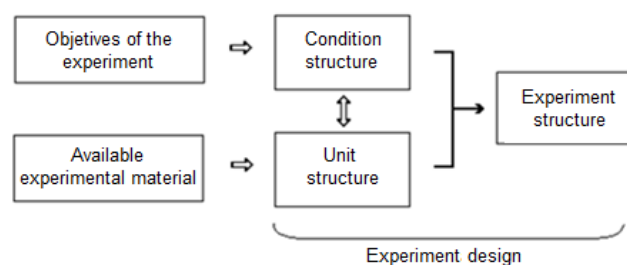 Objetives of the
experiment
Condition
structure
Experiment
structure
Available
experimental material
Unit
structure
Experiment design